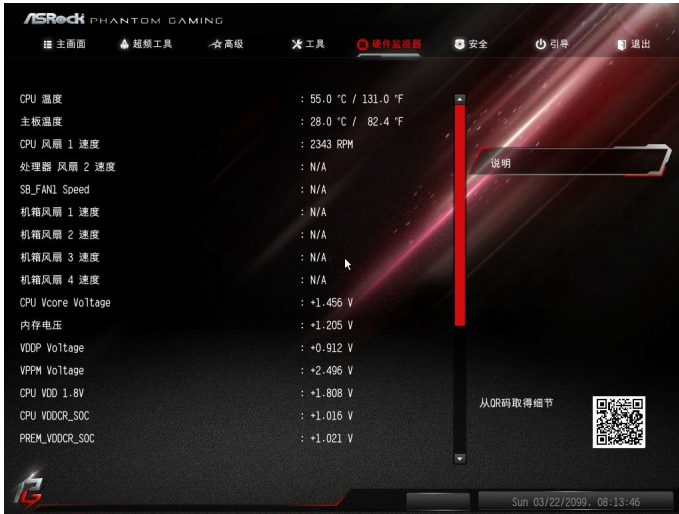 ASRock PHANTOM GAMING
主画面 超频工具 高级 工具 硬件监视器 安全 引导 退出
CPU 温度 : 55.0 °C / 131.0 °F
主板温度 : 28.0 °C / 82.4 °F
CPU 风扇 1 速度 : 2343 RPM
处理器 风扇 2 速度 : N/A
说明
SB_FAN1 Speed : N/A
机箱风扇 1 速度 : N/A
机箱风扇 2 速度 : N/A
机箱风扇 3 速度 : N/A
机箱风扇 4 速度 : N/A
CPU Vcore Voltage : +1.456 V
内存电压 : +1.205 V
VDDP Voltage : +0.912 V
VPPM Voltage : +2.496 V
CPU VDD 1.8V : +1.808 V
从QR码取得细节
CPU VDDCR_SOC : +1.016 V
PREM_VDDCR_SOC : +1.021 V
Sun 03/22/2099. 08:13:46